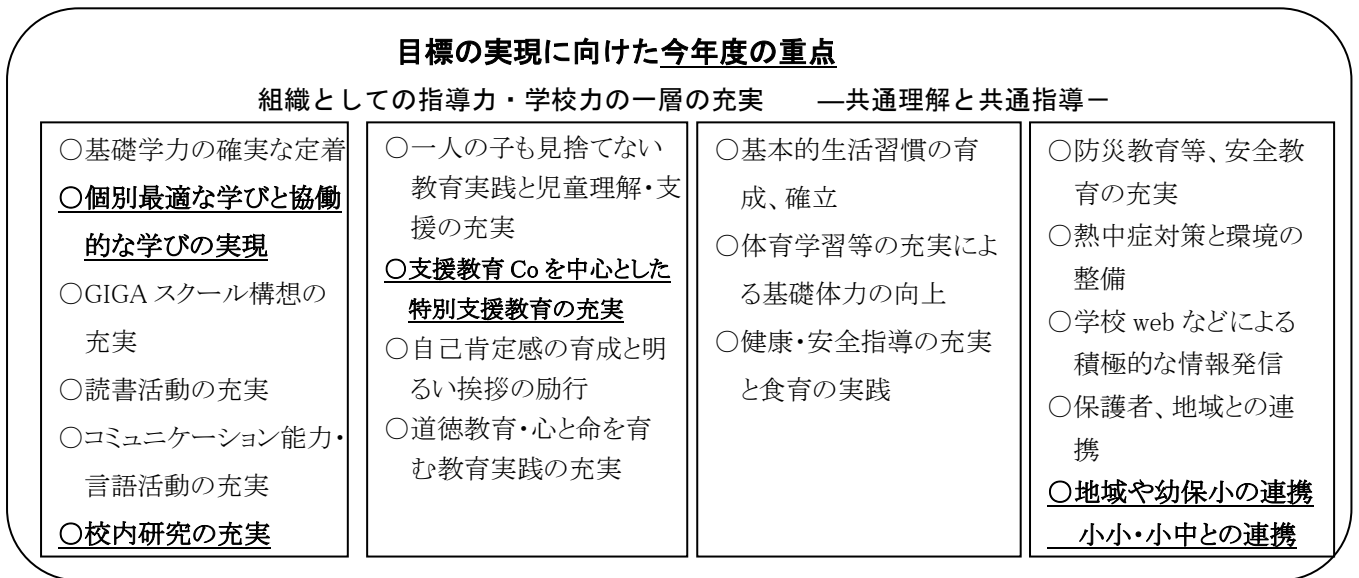 目標の実現に向けた今年度の重点
組織としての指導力・学校力の一層の充実　―共通理解と共通指導－
○基礎学力の確実な定着
○個別最適な学びと協働
的な学びの実現
○GIGA スクール構想の
充実
○読書活動の充実
○コミュニケーション能力・
言語活動の充実
○校内研究の充実
○一人の子も見捨てない
教育実践と児童理解・支
援の充実
○支援教育 Co を中心とした
特別支援教育の充実
○自己肯定感の育成と明
るい挨拶の励行
○道徳教育・心と命を育
む教育実践の充実
○基本的生活習慣の育
成、確立
○体育学習等の充実によ
る基礎体力の向上
○健康・安全指導の充実
と食育の実践
○防災教育等、安全教
育の充実
○熱中症対策と環境の
整備
○学校 web などによる
積極的な情報発信
○保護者、地域との連
携
○地域や幼保小の連携
小小・小中との連携